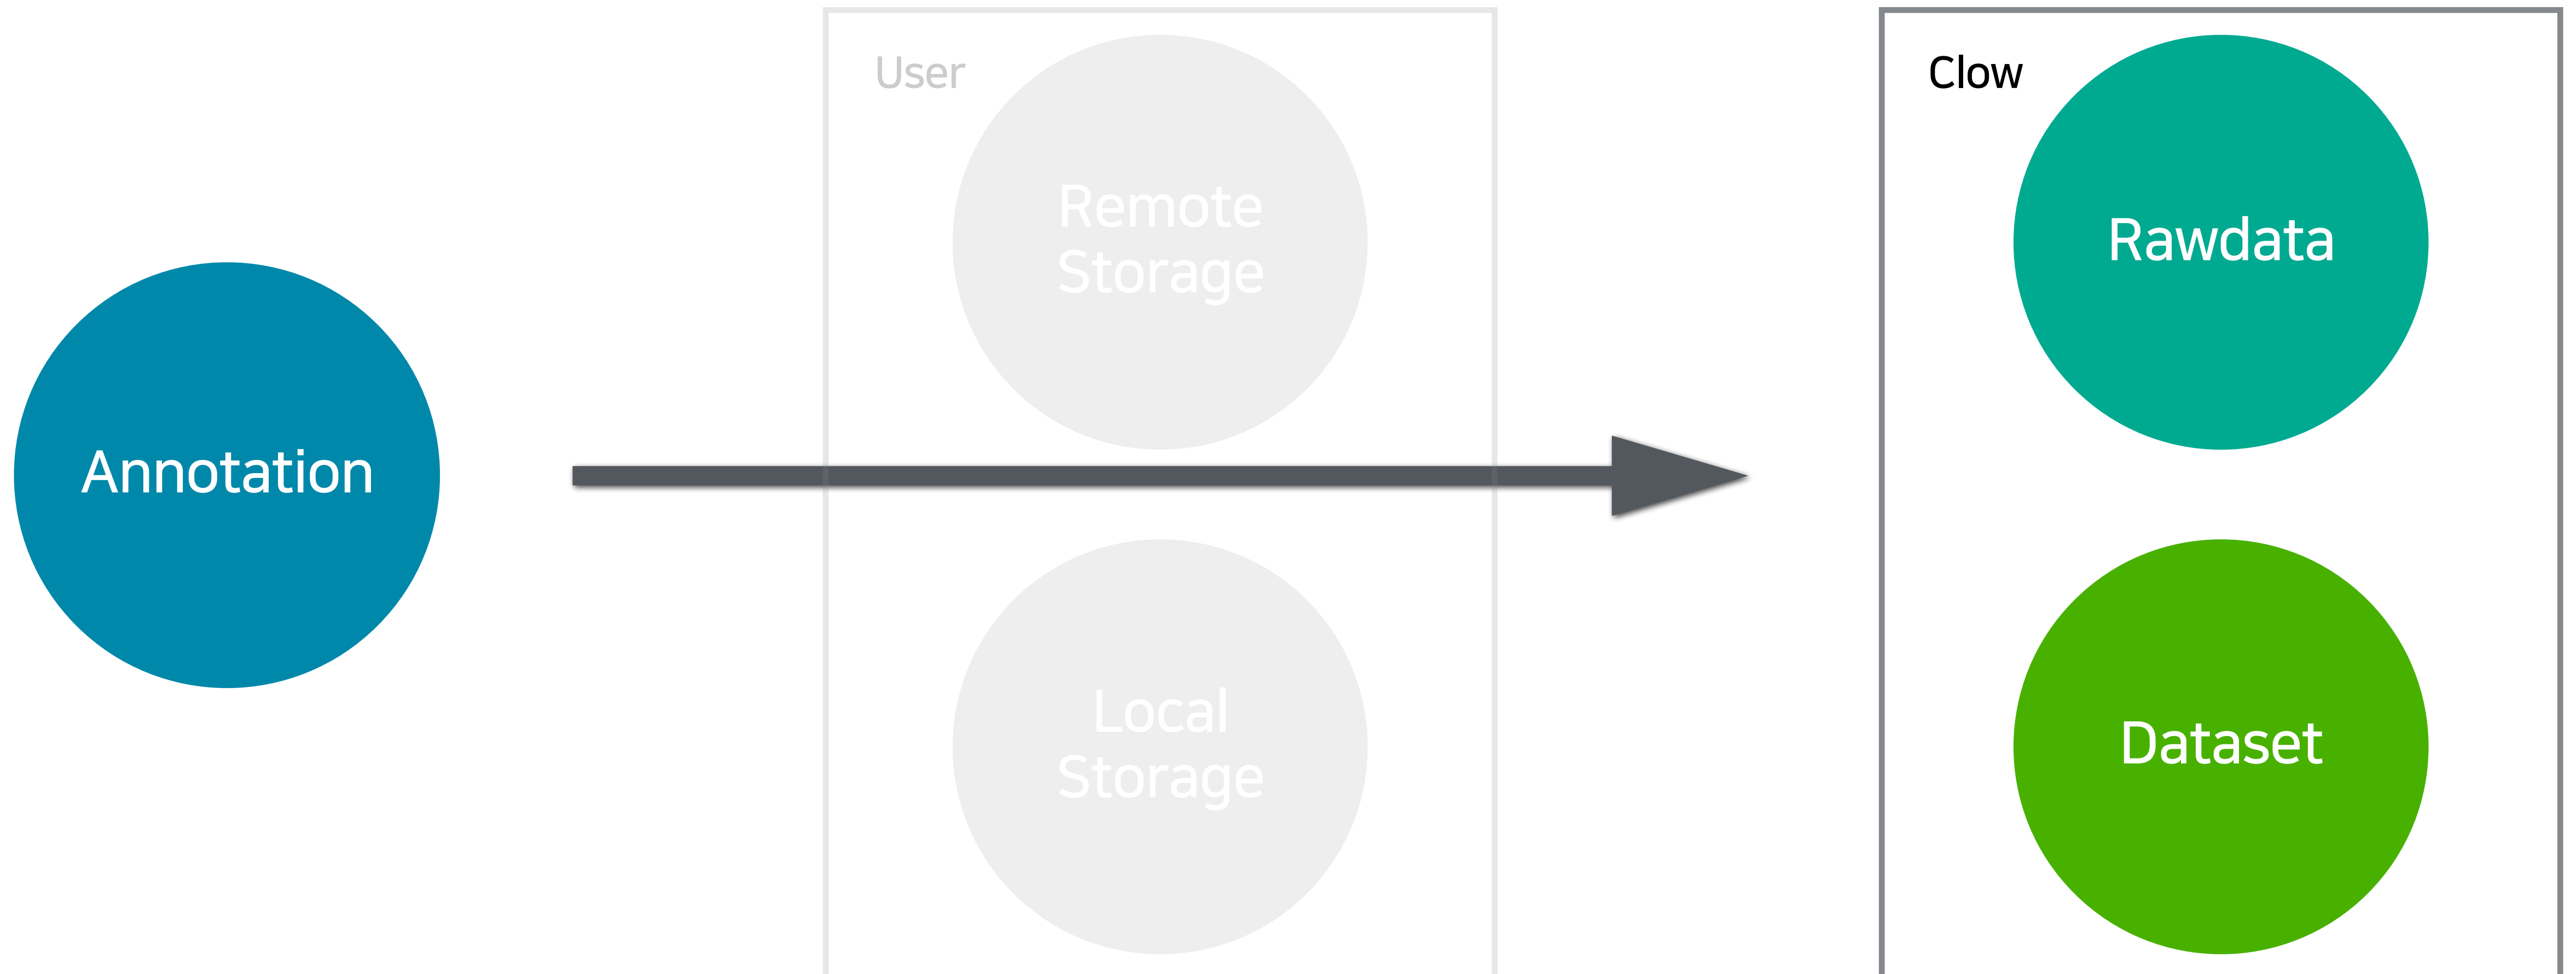 User
Clow
Remote
Storage
Rawdata
Annotation
Local
Storage
Dataset